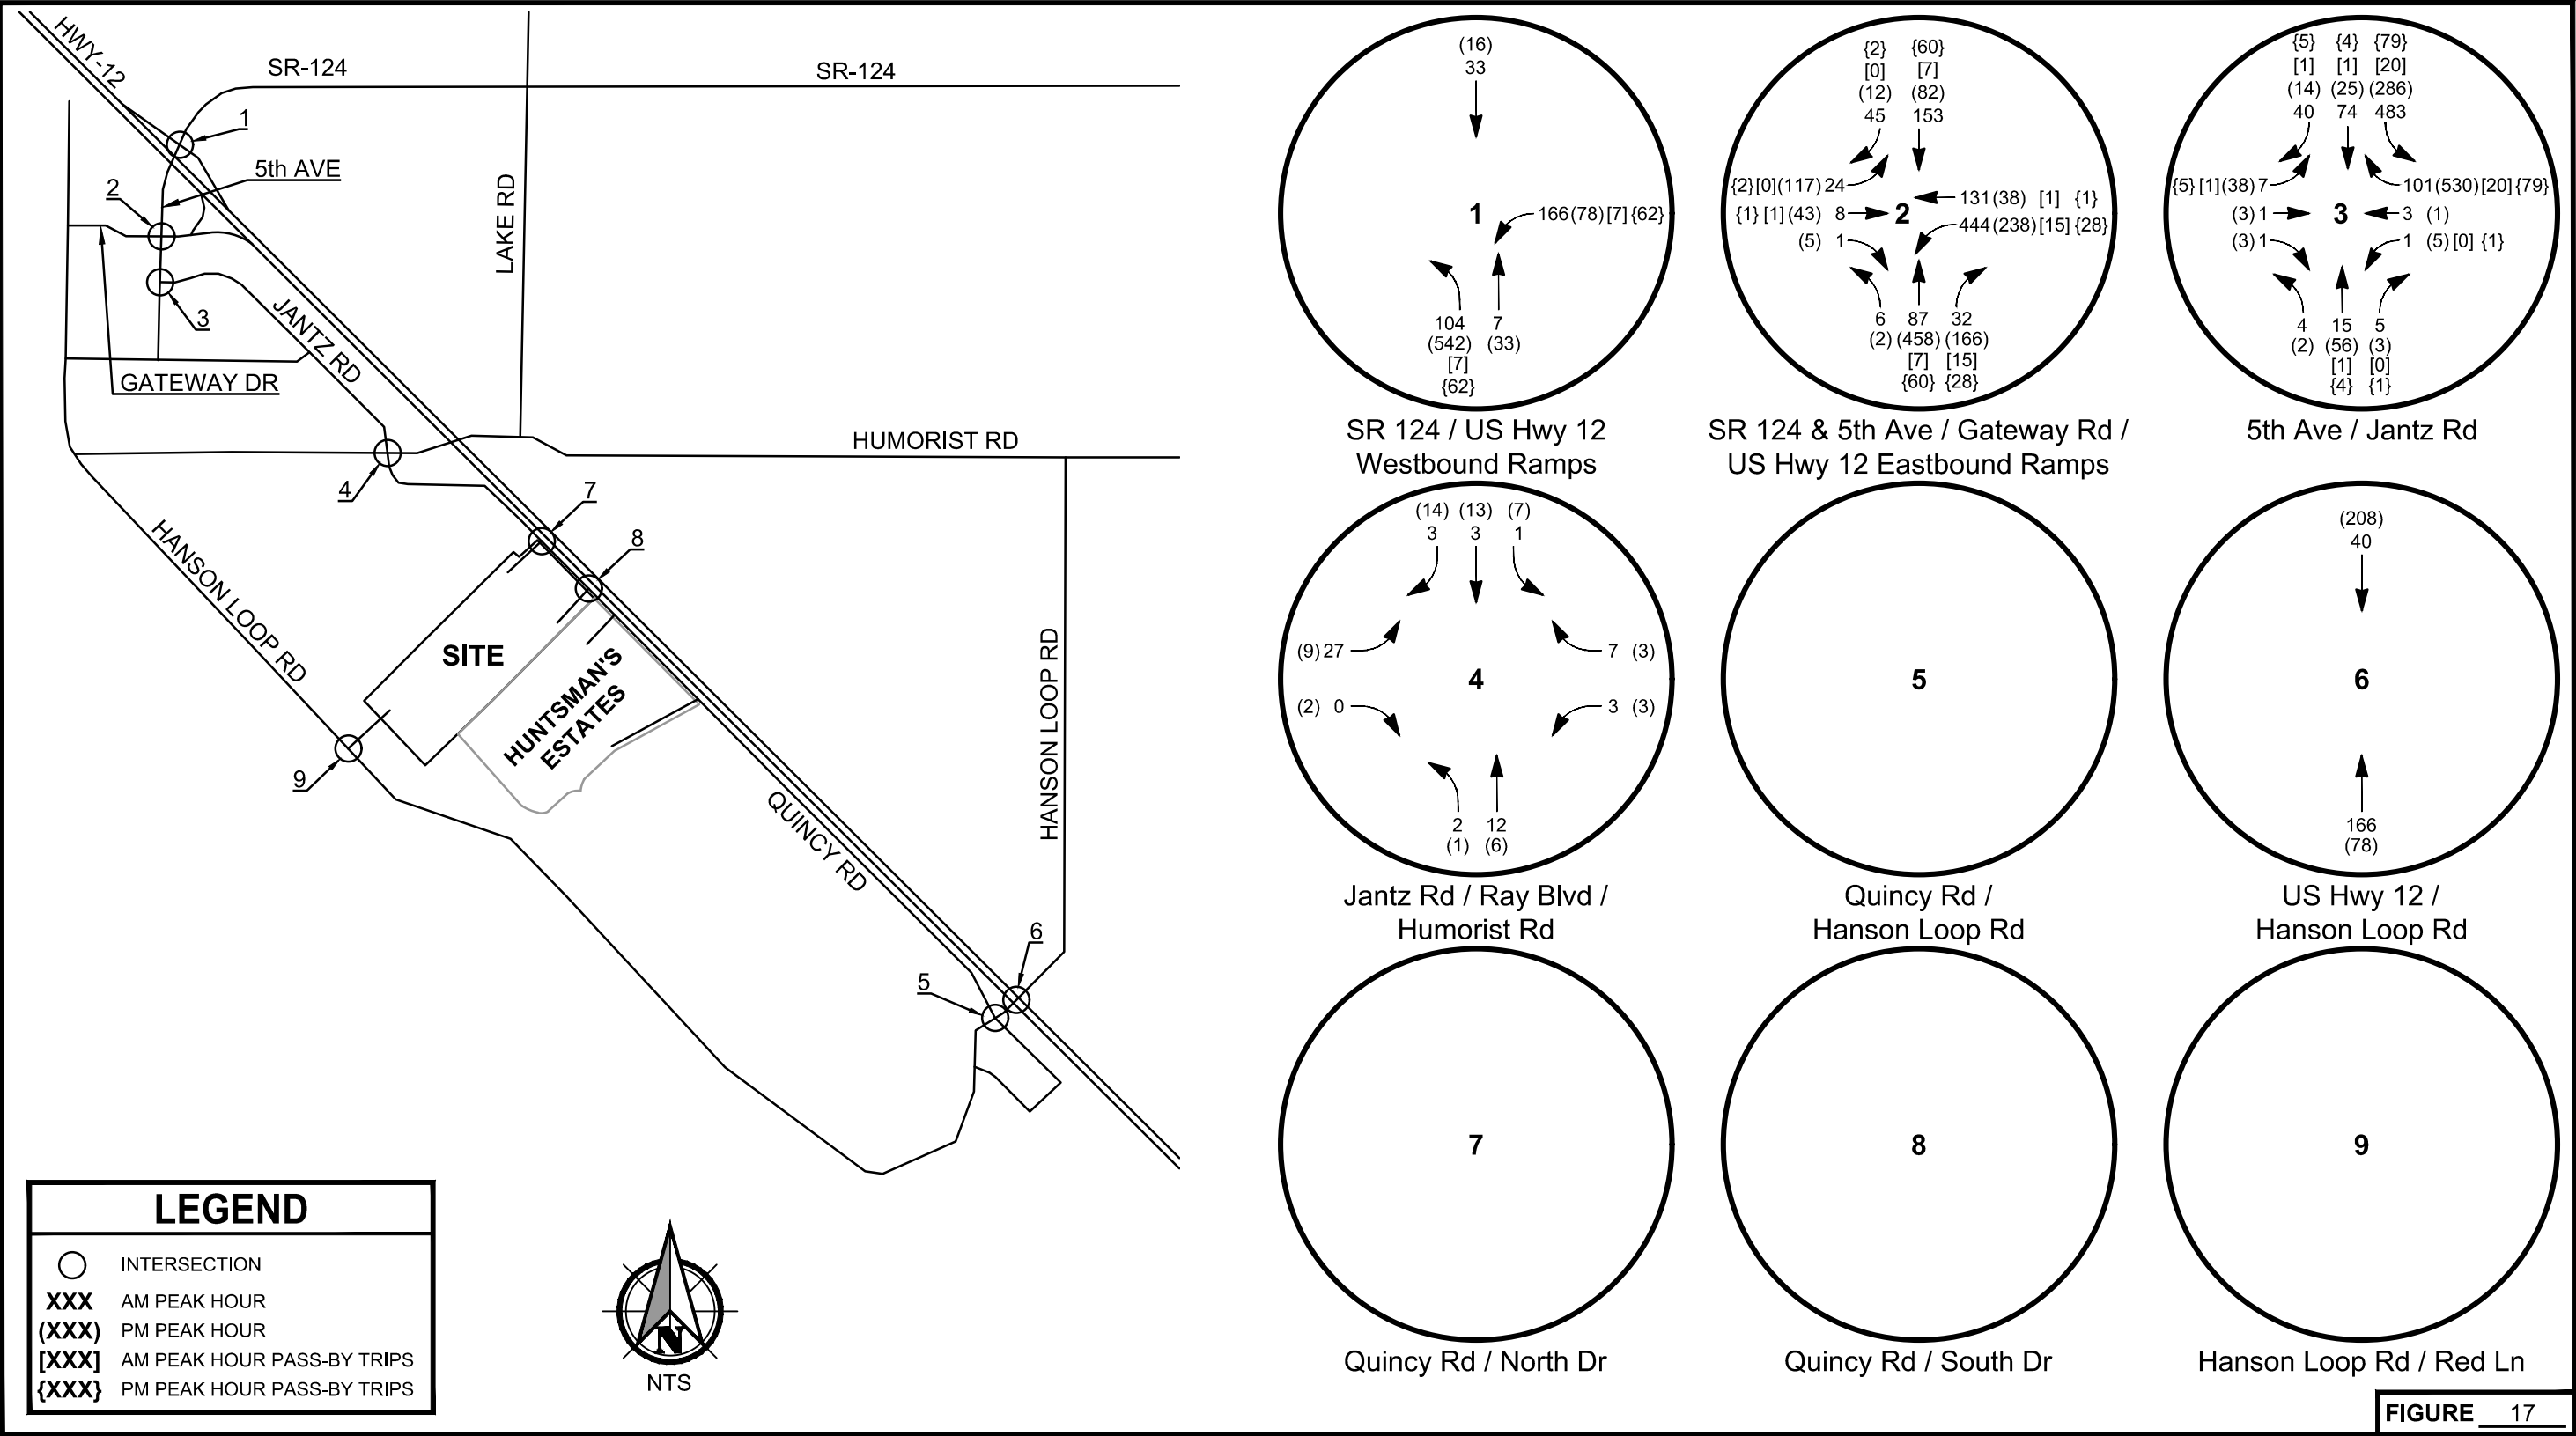 HWY-12
SR-124
SR-124
1
5th AVE
2
LAKE RD
3
JANTZ RD
GATEWAY DR
HUMORIST RD
4
7
8
HANSON LOOP RD
SITE
HUNTSMAN'S
ESTATES
HANSON LOOP RD
9
QUINCY RD
6
5
LEGEND
INTERSECTION
XXX AM PEAK HOUR
(XXX) PM PEAK HOUR
[XXX] AM PEAK HOUR PASS-BY TRIPS
{XXX} PM PEAK HOUR PASS-BY TRIPS
N
NTS
(16)
33
1
166(78)[7]{62}
104 7
(542) (33)
[7]
{62}
SR 124 / US Hwy 12
Westbound Ramps
{2} {60}
[0] [7]
(12) (82)
45 153
{2}[0](117)24
131(38) [1] {1}
{1}[1](43) 8
2
444(238)[15]{28}
(5) 1
6 87 32
(2) (458) (166)
[7] [15]
{60} {28}
SR 124 & 5th Ave / Gateway Rd /
US Hwy 12 Eastbound Ramps
{5} {4} {79}
[1] [1] [20]
(14) (25) (286)
40 74 483
{5}[1](38)7
101(530)[20]{79}
(3)1
3
3 (1)
(3)1
1 (5)[0] {1}
4 15 5
(2) (56) (3)
[1] [0]
{4} {1}
5th Ave / Jantz Rd
(14) (13) (7)
3 3 1
(9)27
7 (3)
4
(2) 0
3 (3)
2 12
(1) (6)
Jantz Rd / Ray Blvd /
Humorist Rd
5
Quincy Rd /
Hanson Loop Rd
(208)
40
6
166
(78)
US Hwy 12 /
Hanson Loop Rd
7
Quincy Rd / North Dr
8
Quincy Rd / South Dr
9
Hanson Loop Rd / Red Ln
FIGURE 17